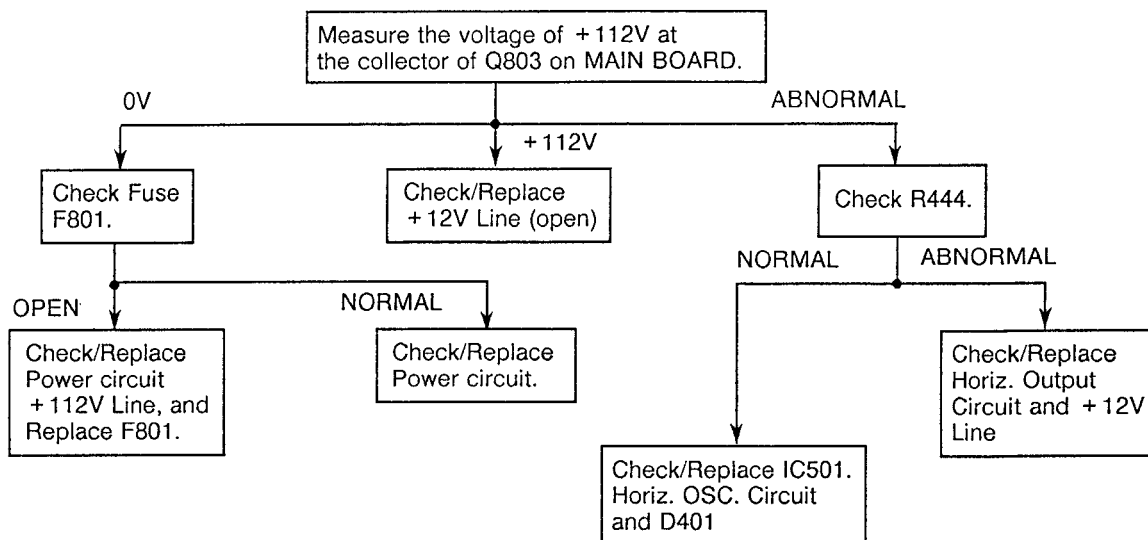 Measure the voltage of +112V at
the collector of Q803 on MAIN BOARD.
0V
+112V
ABNORMAL
Check Fuse
F801.
Check/Replace
+12V Line (open)
Check R444.
OPEN
NORMAL
NORMAL
ABNORMAL
Check/Replace
Power circuit
+112V Line, and
Replace F801.
Check/Replace
Power circuit.
Check/Replace IC501.
Horiz. OSC. Circuit
and D401
Check/Replace
Horiz. Output
Circuit and +12V
Line